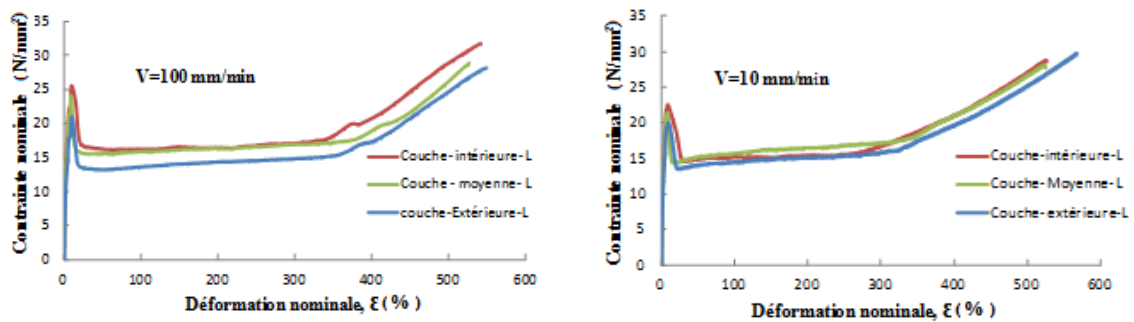 Contrainte nominale (N/mm²)
35
30
25
20
15
10
5
0
V=100 mm/min
Couche-intérieure-L
Couche- moyenne- L
couche-Extérieure-L
0 100 200 300 400 500 600
Déformation nominale, Ɛ ( % )
Contrainte nominale (N/mm²)
35
30
25
20
15
10
5
0
V=10 mm/min
Couche-intérieure-L
Couche-Moyenne-L
Couche-extérieure-L
0 100 200 300 400 500 600
Déformation nominale, Ɛ ( % )